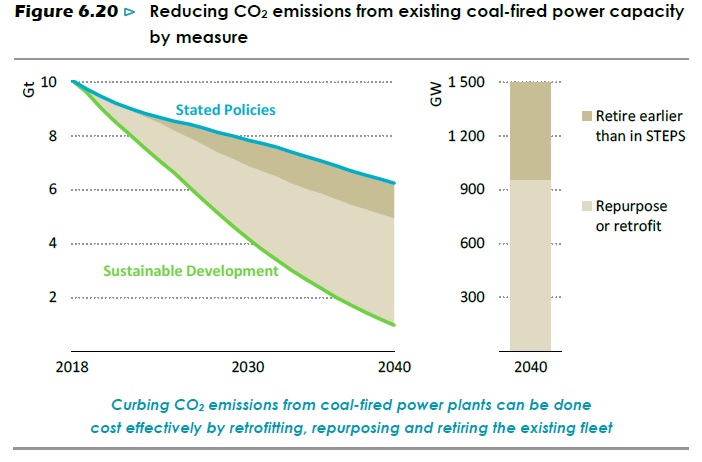 Figure 6.20 ▷ Reducing CO₂ emissions from existing coal-fired power capacity
by measure
Gt
10
8
6
4
2
Stated Policies
Sustainable Development
2018
2030
2040
GW
1 500
1 200
900
600
300
2040
Retire earlier
than in STEPS
Repurpose
or retrofit
Curbing CO₂ emissions from coal-fired power plants can be done
cost effectively by retrofitting, repurposing and retiring the existing fleet